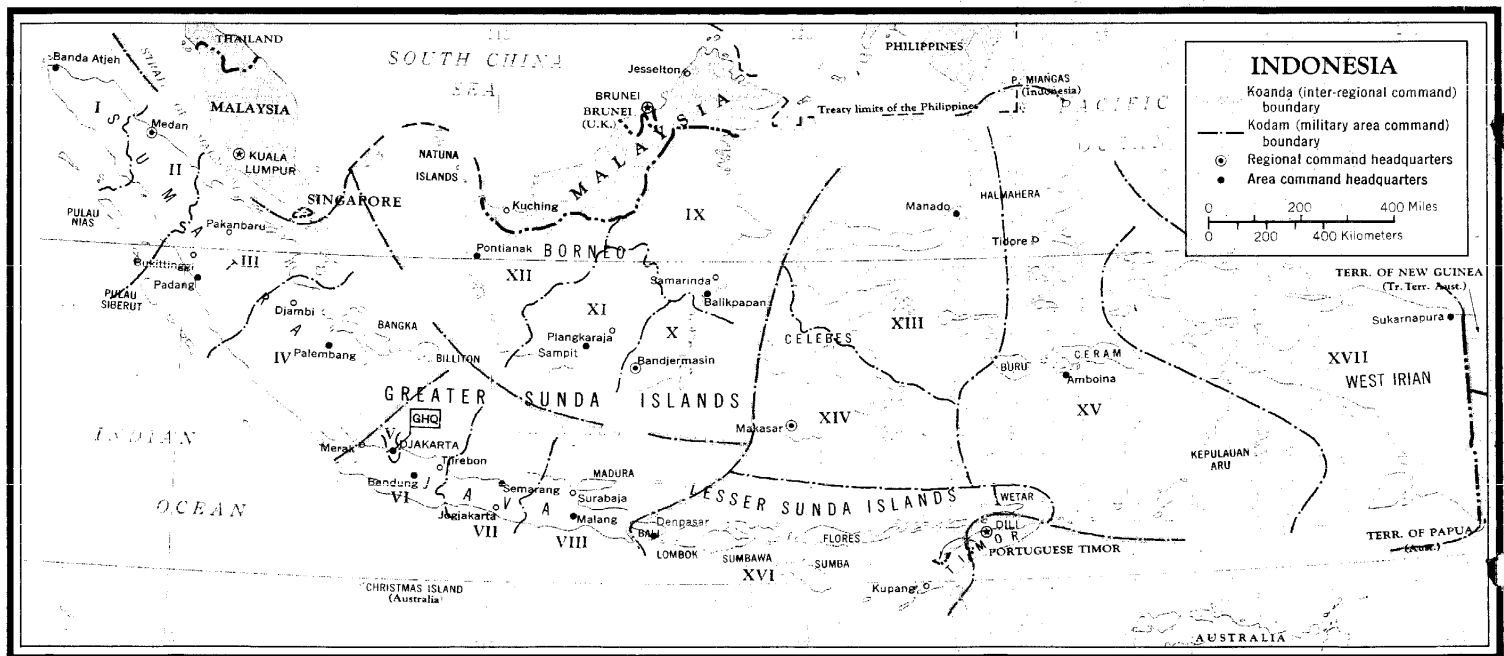 INDONESIA
Koanda (inter-regional command)
boundary
Kodam (military area command)
boundary
Regional command headquarters
Area command headquarters
0 200 400 Miles
0 200 400 Kilometers
THAILAND
SOUTH CHINA
SEA
PHILIPPINES
Banda Atjeh
Jesselton
P. MIANGAS
(Indonesia)
BRUNEI
BRUNEI
(U.K.)
Treaty limits of the Philippines
PACIFIC
MALAYSIA
I
Medan
II
KUALA
LUMPUR
NATUNA
ISLANDS
MALAYSIA
SINGAPORE
Kuching
IX
Manado
HALMAHERA
PULAU
NIAS
SUMATRA
Pakanbaru
Tidore
Bukittinggi
III
Pontianak
BORNEO
XII
Padang
PULAU
SIBERUT
Samarinda
Balikpapan
TERR. OF NEW GUINEA
(Tr. Terr. Aust.)
Djambi
BANGKA
XI
X
XIII
Sukarnapura
IV
Palembang
BILLITON
Plangkaraja
Sampit
Bandjermasin
CELEBES
BURU
CERAM
Amboina
XVII
WEST IRIAN
GREATER SUNDA ISLANDS
GHQ
XIV
XV
Makasar
INDIAN
OCEAN
Merak
V
DJAKARTA
Tjirebon
KEPULAUAN
ARU
Bandung
VI
JAVA
Semarang
MADURA
Surabaja
LESSER SUNDA ISLANDS
WETAR
Jogjakarta
VII
Malang
VIII
Denpasar
BALI
LOMBOK
SUMBAWA
FLORES
SUMBA
XVI
DILI
TIMOR
PORTUGUESE TIMOR
Kupang
TERR. OF PAPUA
(Aust.)
CHRISTMAS ISLAND
(Australia)
AUSTRALIA